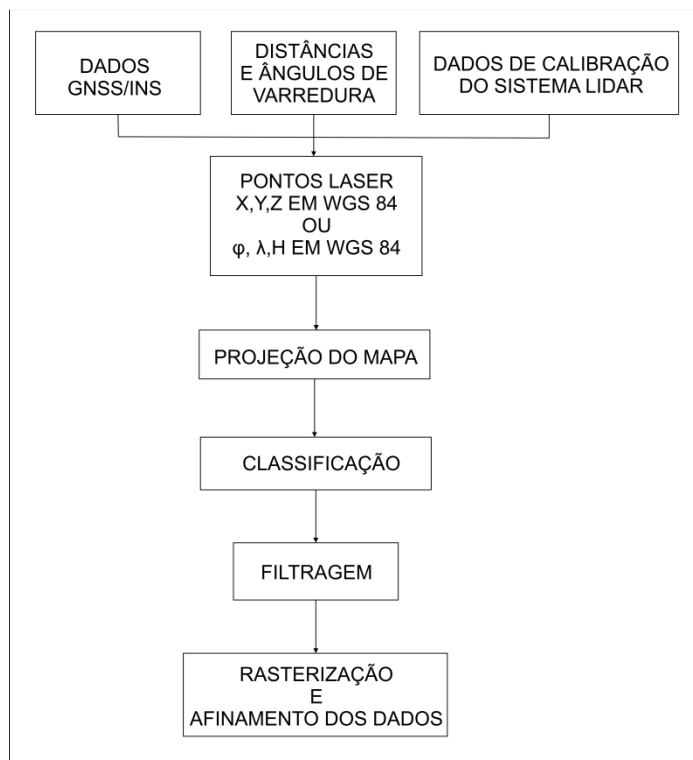 DADOS
GNSS/INS
DISTÂNCIAS
E ÂNGULOS DE
VARREDURA
DADOS DE CALIBRAÇÃO
DO SISTEMA LIDAR
PONTOS LASER
X,Y,Z EM WGS 84
OU
φ, λ,H EM WGS 84
PROJEÇÃO DO MAPA
CLASSIFICAÇÃO
FILTRAGEM
RASTERIZAÇÃO
E
AFINAMENTO DOS DADOS